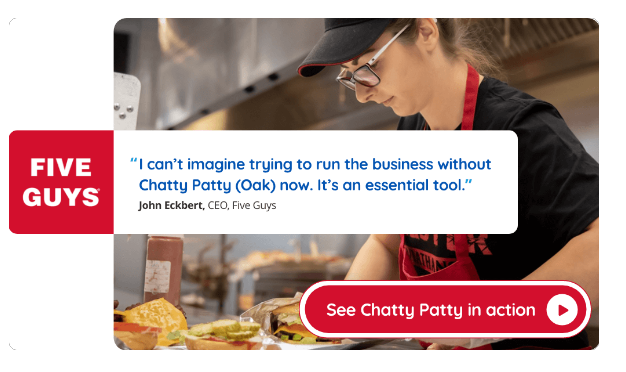 FIVE
GUYS
“I can’t imagine trying to run the business without
Chatty Patty (Oak) now. It’s an essential tool.”
John Eckbert, CEO, Five Guys
See Chatty Patty in action